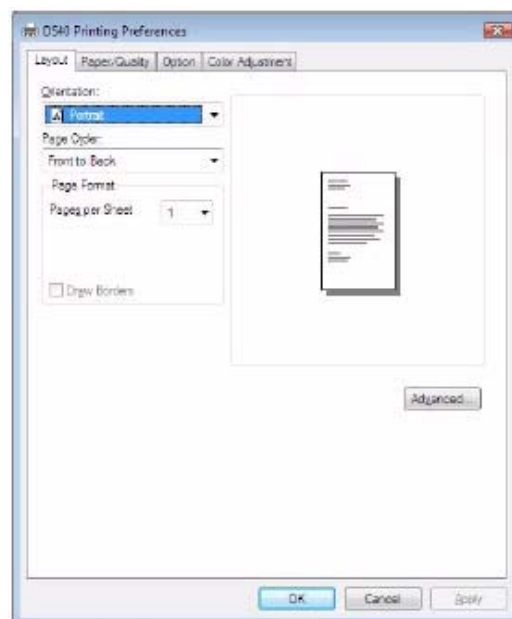 OS40 Printing Preferences
Layout Paper/Quality Option Color Adjustment
Orientation:
Portrait
Page Order:
Front to Back
Page Format
Pages per Sheet 1
Draw Borders
Advanced...
OK Cancel Apply